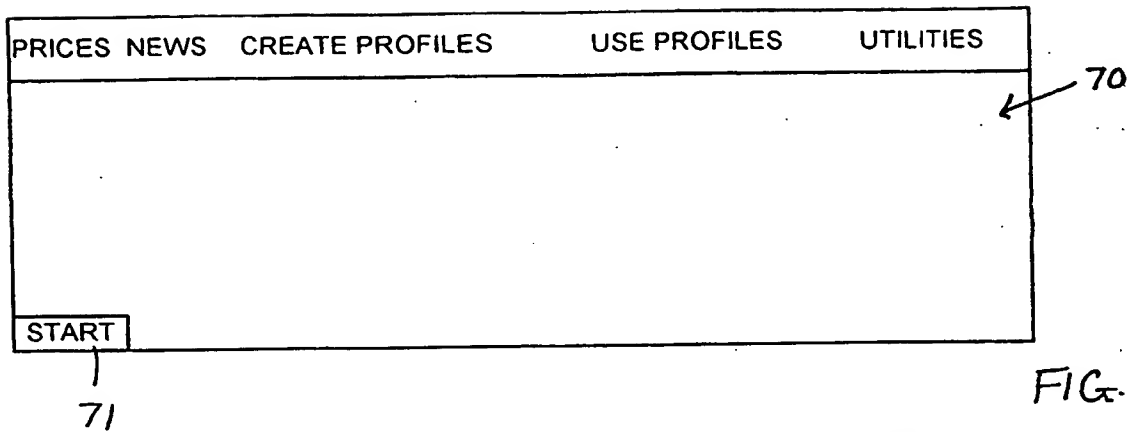 PRICES NEWS CREATE PROFILES USE PROFILES UTILITIES
70
START
71
FIG.